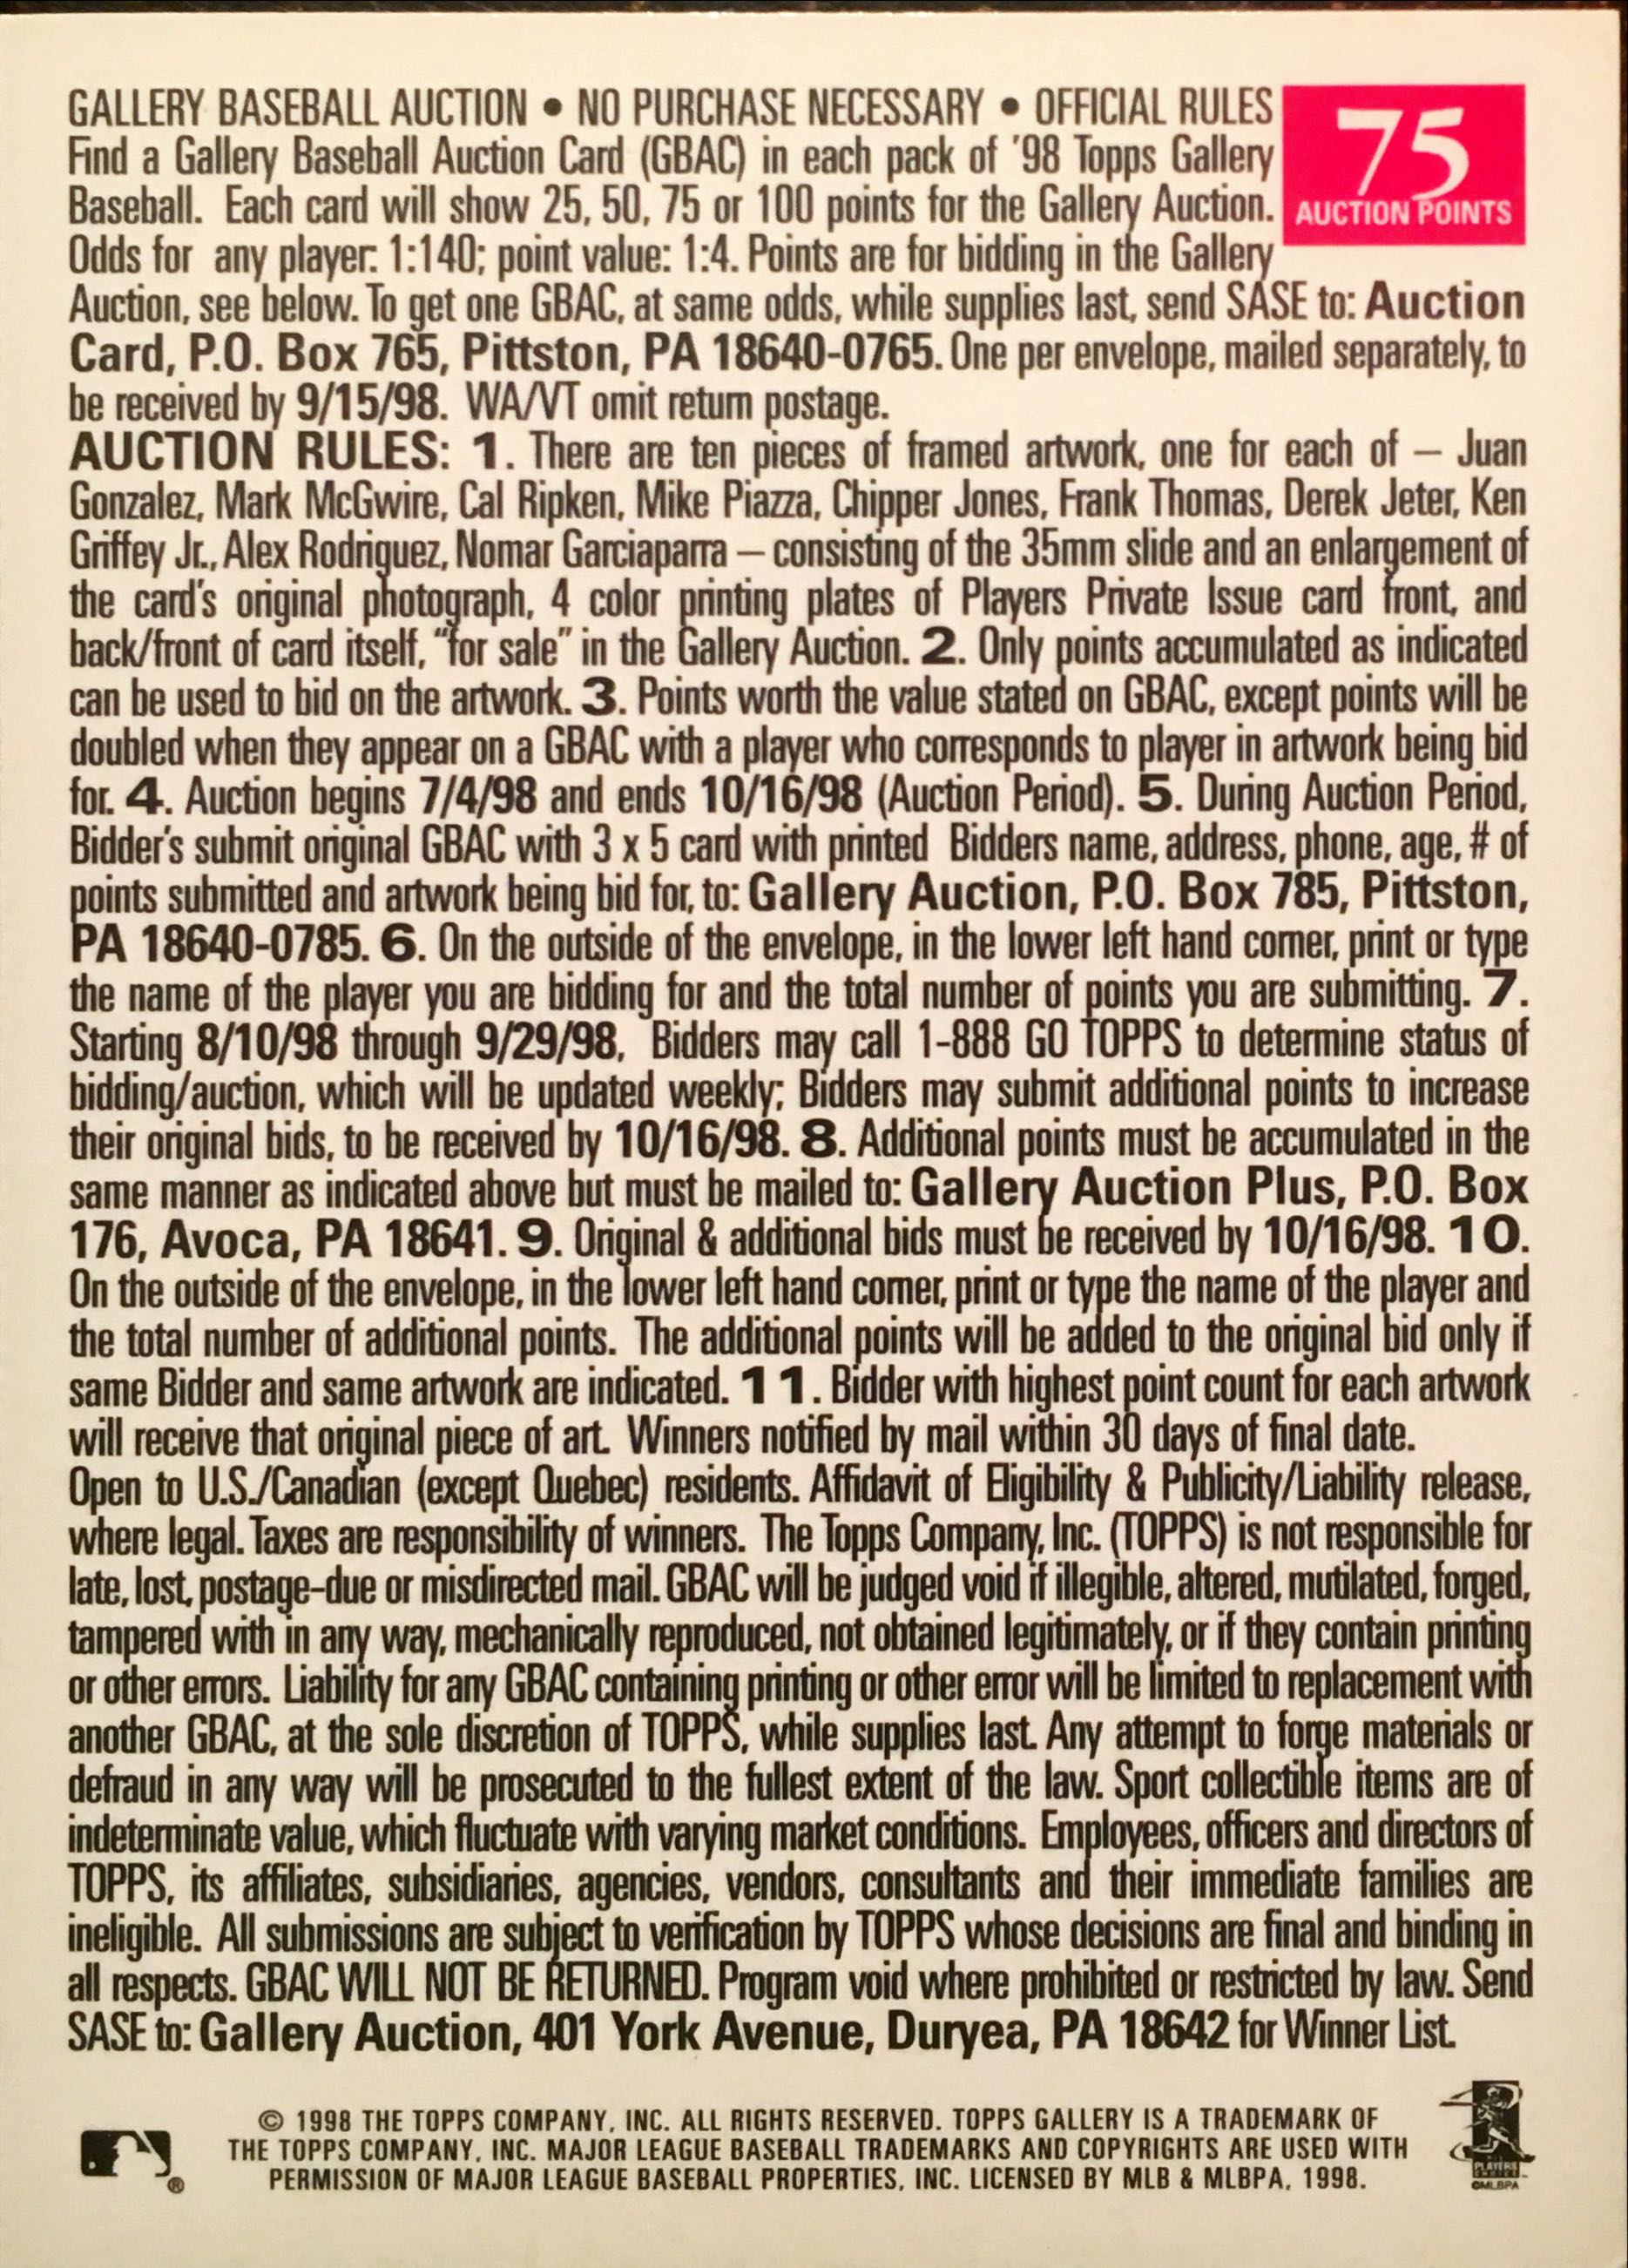 GALLERY BASEBALL AUCTION • NO PURCHASE NECESSARY • OFFICIAL RULES
Find a Gallery Baseball Auction Card (GBAC) in each pack of '98 Topps Gallery
Baseball. Each card will show 25, 50, 75 or 100 points for the Gallery Auction.
Odds for any player: 1:140; point value: 1:4. Points are for bidding in the Gallery
75
AUCTION POINTS
Auction, see below. To get one GBAC, at same odds, while supplies last, send SASE to: Auction
Card, P.O. Box 765, Pittston, PA 18640-0765. One per envelope, mailed separately, to
be received by 9/15/98. WA/VT omit return postage.
AUCTION RULES: 1. There are ten pieces of framed artwork, one for each of – Juan
Gonzalez, Mark McGwire, Cal Ripken, Mike Piazza, Chipper Jones, Frank Thomas, Derek Jeter, Ken
Griffey Jr., Alex Rodriguez, Nomar Garciaparra – consisting of the 35mm slide and an enlargement of
the card's original photograph, 4 color printing plates of Players Private Issue card front, and
back/front of card itself, "for sale" in the Gallery Auction. 2. Only points accumulated as indicated
can be used to bid on the artwork. 3. Points worth the value stated on GBAC, except points will be
doubled when they appear on a GBAC with a player who corresponds to player in artwork being bid
for. 4. Auction begins 7/4/98 and ends 10/16/98 (Auction Period). 5. During Auction Period,
Bidder's submit original GBAC with 3 x 5 card with printed Bidders name, address, phone, age, # of
points submitted and artwork being bid for, to: Gallery Auction, P.O. Box 785, Pittston,
PA 18640-0785. 6. On the outside of the envelope, in the lower left hand corner, print or type
the name of the player you are bidding for and the total number of points you are submitting. 7.
Starting 8/10/98 through 9/29/98, Bidders may call 1-888 GO TOPPS to determine status of
bidding/auction, which will be updated weekly; Bidders may submit additional points to increase
their original bids, to be received by 10/16/98. 8. Additional points must be accumulated in the
same manner as indicated above but must be mailed to: Gallery Auction Plus, P.O. Box
176, Avoca, PA 18641. 9. Original & additional bids must be received by 10/16/98. 10.
On the outside of the envelope, in the lower left hand corner, print or type the name of the player and
the total number of additional points. The additional points will be added to the original bid only if
same Bidder and same artwork are indicated. 11. Bidder with highest point count for each artwork
will receive that original piece of art. Winners notified by mail within 30 days of final date.
Open to U.S./Canadian (except Quebec) residents. Affidavit of Eligibility & Publicity/Liability release,
where legal. Taxes are responsibility of winners. The Topps Company, Inc. (TOPPS) is not responsible for
late, lost, postage-due or misdirected mail. GBAC will be judged void if illegible, altered, mutilated, forged,
tampered with in any way, mechanically reproduced, not obtained legitimately, or if they contain printing
or other errors. Liability for any GBAC containing printing or other error will be limited to replacement with
another GBAC, at the sole discretion of TOPPS, while supplies last. Any attempt to forge materials or
defraud in any way will be prosecuted to the fullest extent of the law. Sport collectible items are of
indeterminate value, which fluctuate with varying market conditions. Employees, officers and directors of
TOPPS, its affiliates, subsidiaries, agencies, vendors, consultants and their immediate families are
ineligible. All submissions are subject to verification by TOPPS whose decisions are final and binding in
all respects. GBAC WILL NOT BE RETURNED. Program void where prohibited or restricted by law. Send
SASE to: Gallery Auction, 401 York Avenue, Duryea, PA 18642 for Winner List.
© 1998 THE TOPPS COMPANY, INC. ALL RIGHTS RESERVED. TOPPS GALLERY IS A TRADEMARK OF
THE TOPPS COMPANY, INC. MAJOR LEAGUE BASEBALL TRADEMARKS AND COPYRIGHTS ARE USED WITH
PERMISSION OF MAJOR LEAGUE BASEBALL PROPERTIES, INC. LICENSED BY MLB & MLBPA, 1998.
®
PLAYERS
©MLBPA